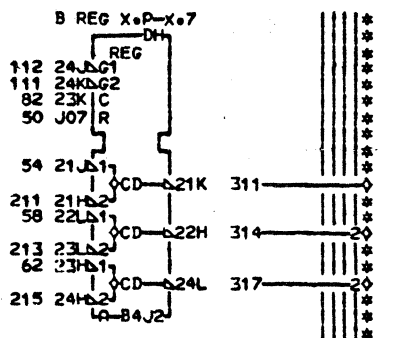 B REG X.P-X.7
DH
REG
112 24J G1
111 24K G2
82 23K C
50 J07 R
54 21J 1
CD 21K 311
211 21H 2
58 22L 1
CD 22H 314 2
213 23L 2
62 23H 1
CD 24L 317 2
215 24H 2
B4J2